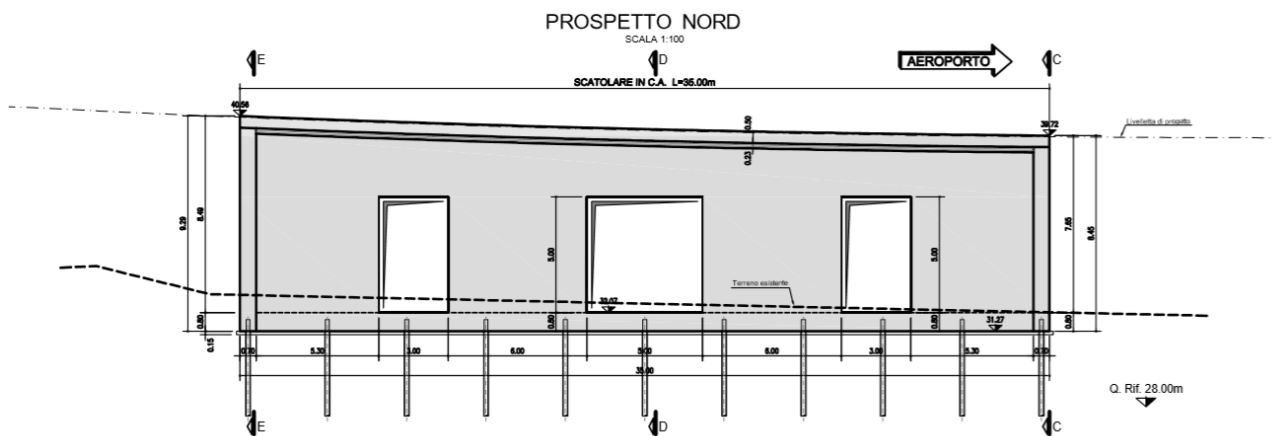 PROSPETTO NORD
SCALA 1:100
E
D
C
AEROPORTO
SCATOLARE IN C.A. L=35.00m
40.56
0.50
39.72
Livelletta di progetto
0.23
9.29
8.49
5.00
5.00
7.65
8.45
Terreno esistente
32.07
31.27
0.80
0.80
0.80
0.80
0.15
0.70
5.30
3.00
6.00
5.00
6.00
3.00
5.30
0.70
35.00
Q. Rif. 28.00m
E
D
C